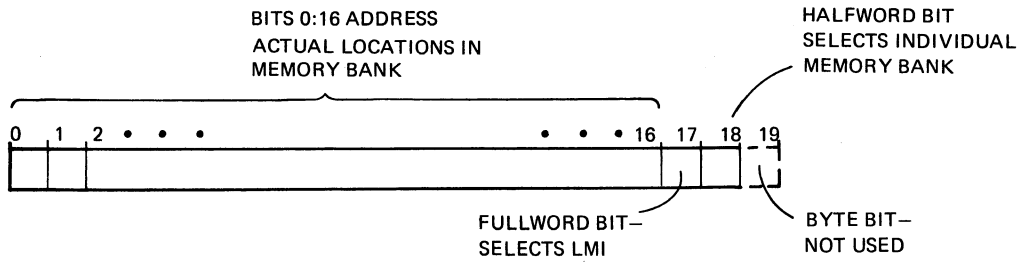 BITS 0:16 ADDRESS
ACTUAL LOCATIONS IN
MEMORY BANK
HALFWORD BIT
SELECTS INDIVIDUAL
MEMORY BANK
0 1 2 • • • • • • 16 17 18 19
FULLWORD BIT–
SELECTS LMI
BYTE BIT–
NOT USED